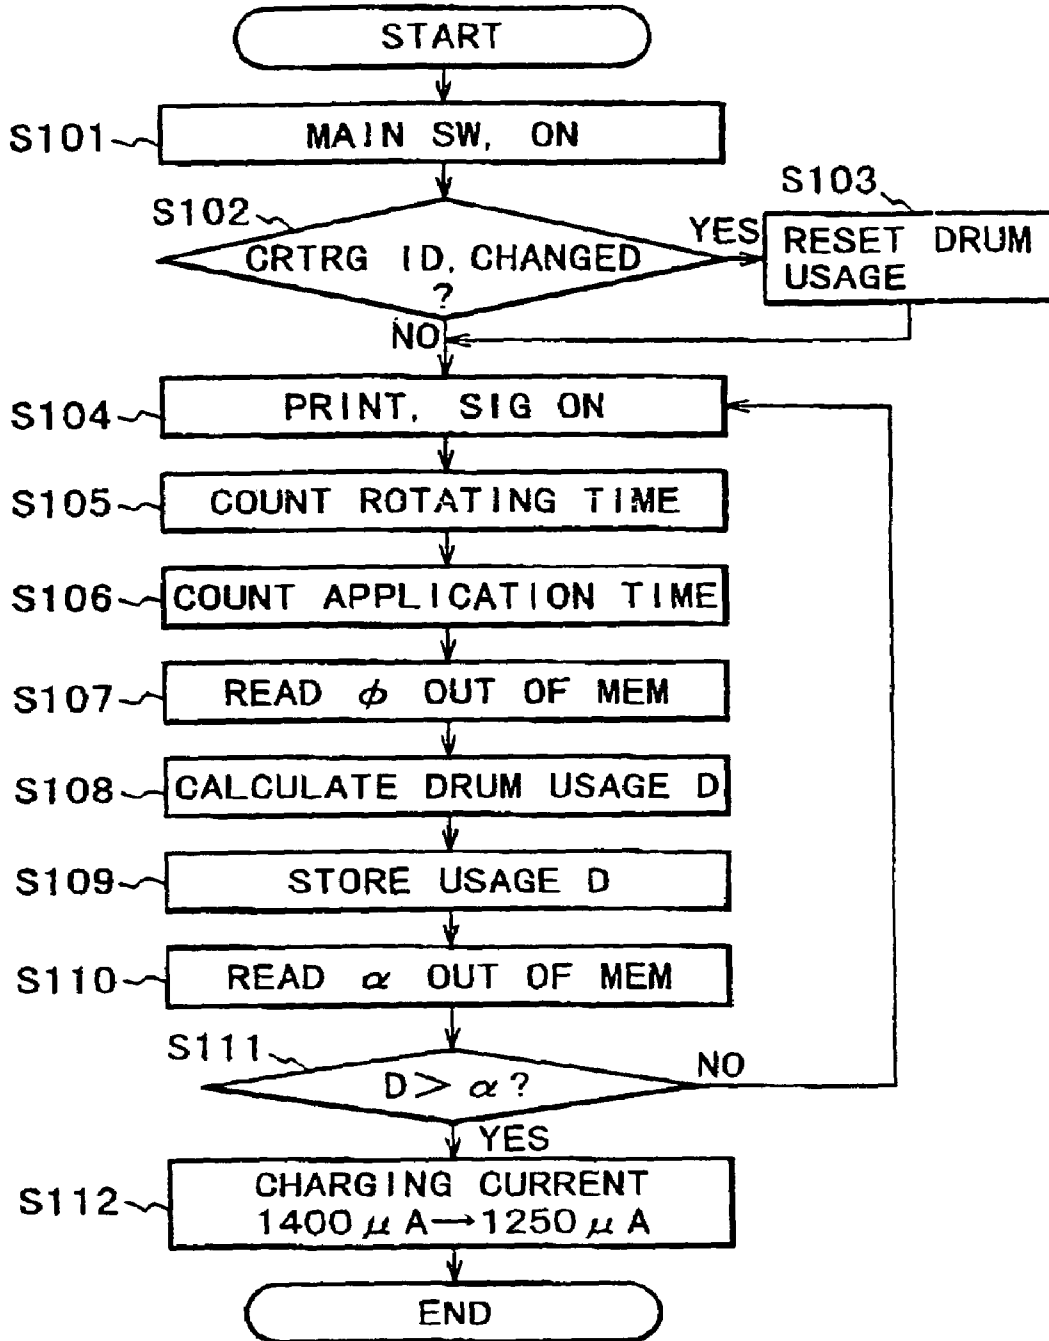 START
S101
MAIN SW, ON
S102
CRTRG ID, CHANGED
?
YES
S103
RESET DRUM
USAGE
NO
S104
PRINT, SIG ON
S105
COUNT ROTATING TIME
S106
COUNT APPLICATION TIME
S107
READ ϕ OUT OF MEM
S108
CALCULATE DRUM USAGE D
S109
STORE USAGE D
S110
READ α OUT OF MEM
S111
D > α ?
NO
YES
S112
CHARGING CURRENT
1400 μ A→1250 μ A
END